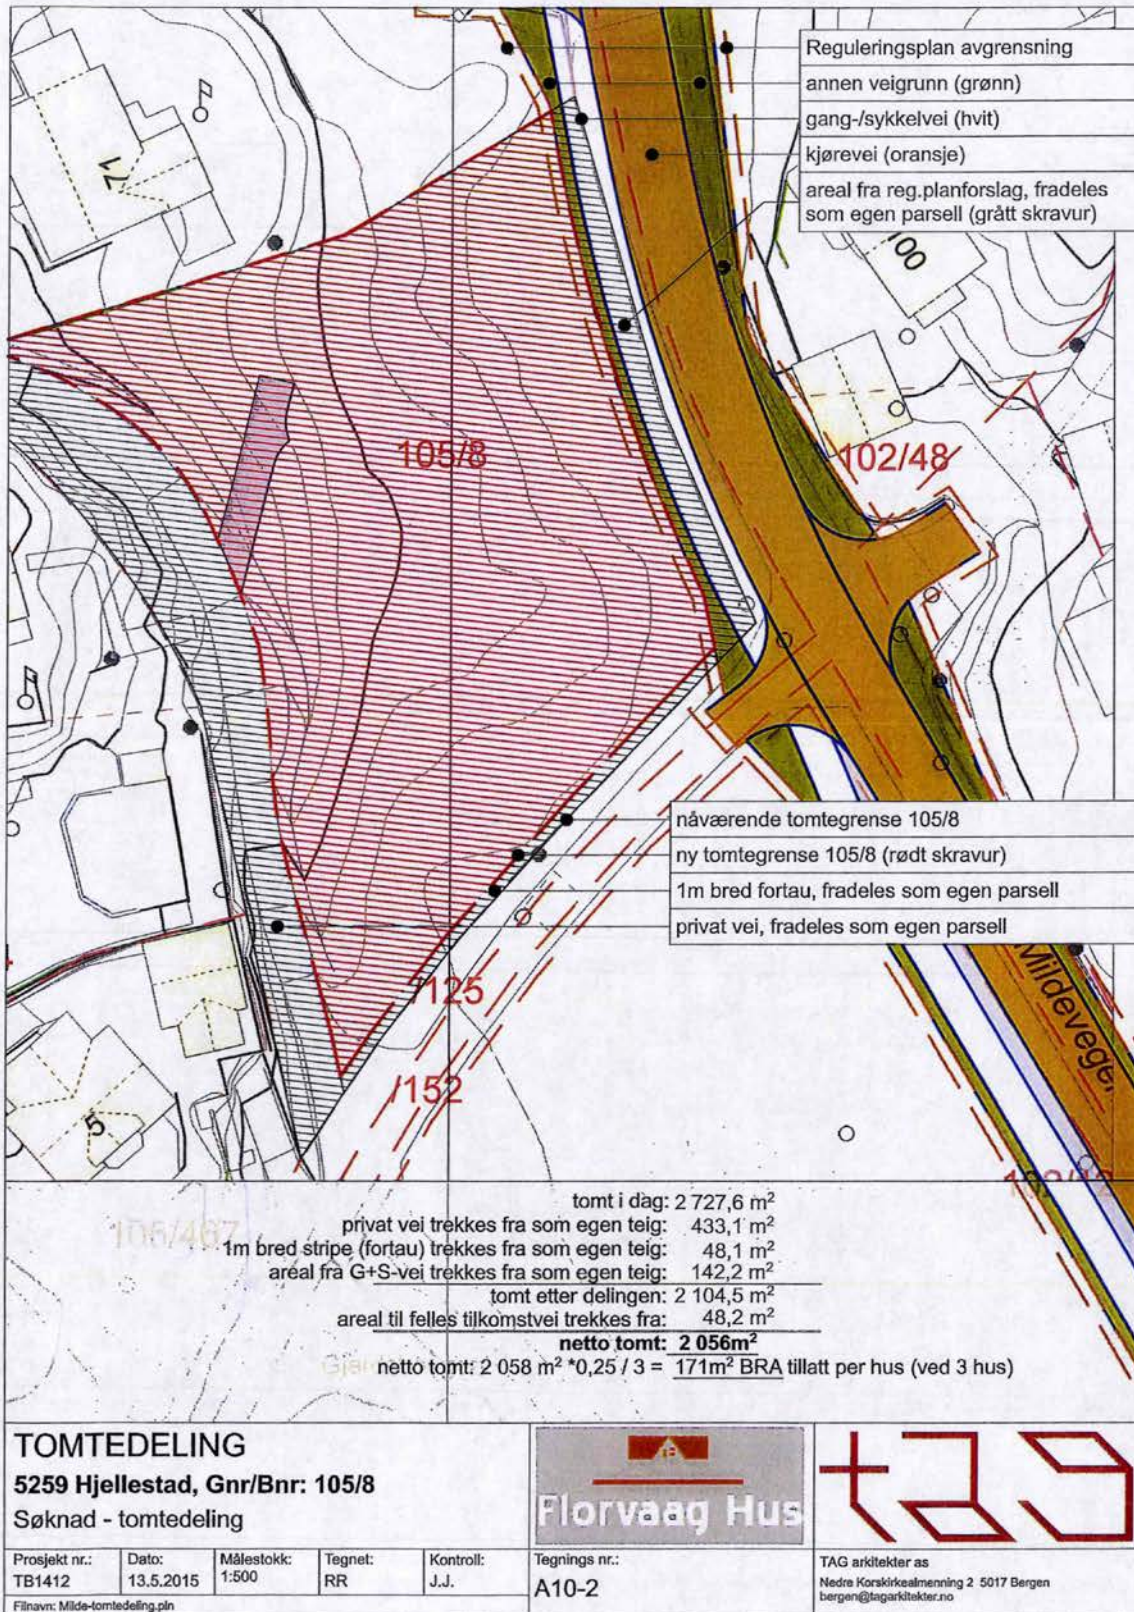 Reguleringsplan avgrensning
annen veigrunn (grønn)
gang-/sykkelvei (hvit)
kjørevei (oransje)
areal fra reg.planforslag, fradeles
som egen parsell (grått skravur)
71
100
105/8
102/48
nåværende tomtegrense 105/8
ny tomtegrense 105/8 (rødt skravur)
1m bred fortau, fradeles som egen parsell
privat vei, fradeles som egen parsell
/125
/152
5
tomt i dag: 2 727,6 m²
privat vei trekkes fra som egen teig: 433,1 m²
1m bred stripe (fortau) trekkes fra som egen teig: 48,1 m²
areal fra G+S-vei trekkes fra som egen teig: 142,2 m²
tomt etter delingen: 2 104,5 m²
areal til felles tilkomstvei trekkes fra: 48,2 m²
netto tomt: 2 056m²
netto tomt: 2 058 m² *0,25 / 3 = 171m² BRA tillatt per hus (ved 3 hus)
TOMTEDELING
5259 Hjellestad, Gnr/Bnr: 105/8
Søknad - tomtedeling
Florvaag Hus
tag
Prosjekt nr.: TB1412
Dato: 13.5.2015
Målestokk: 1:500
Tegnet: RR
Kontroll: J.J.
Tegnings nr.: A10-2
Filnavn: Milde-tomtedeling.pln
TAG arkitekter as
Nedre Korskirkealmenning 2 5017 Bergen
bergen@tagarkitekter.no